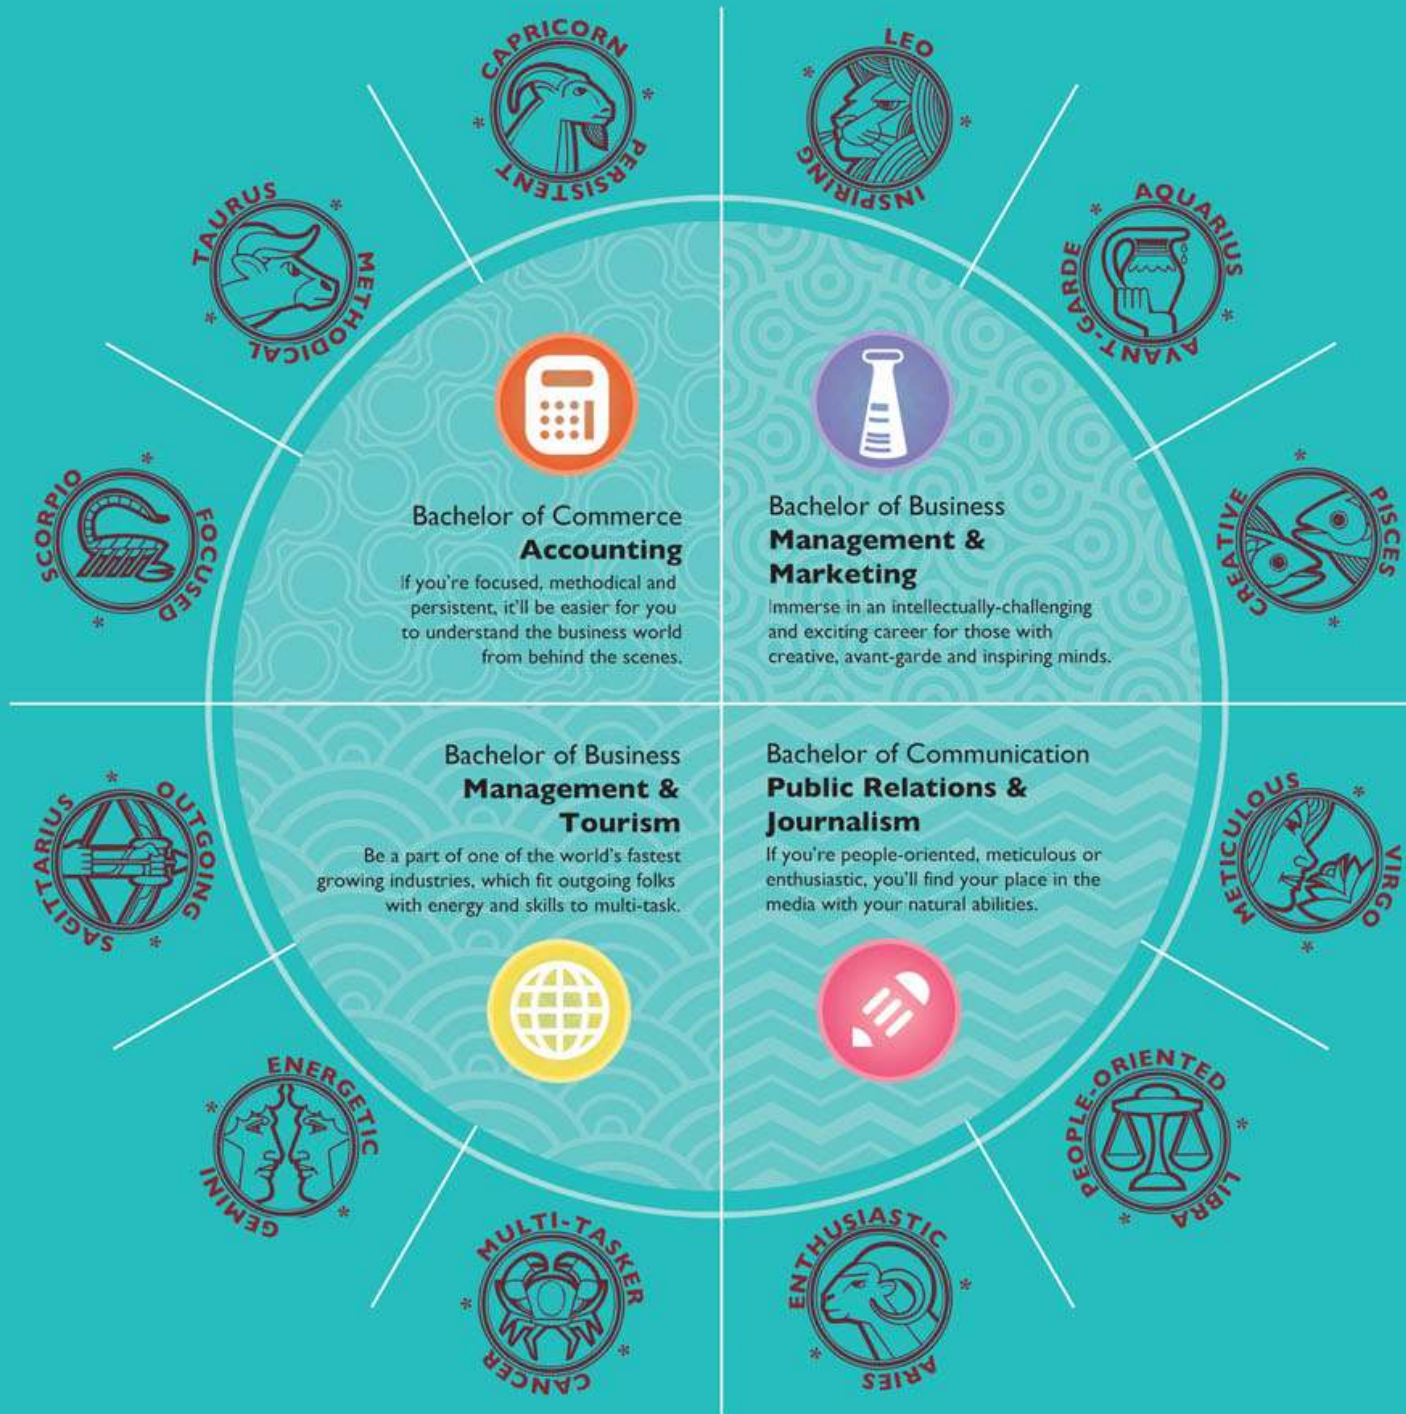 CAPRICORN
PERSISTENT
LEO
INSPIRING
TAURUS
METHODICAL
AQUARIUS
AVANT-GARDE
SCORPIO
FOCUSED
PISCES
CREATIVE
Bachelor of Commerce
Accounting
If you're focused, methodical and
persistent, it'll be easier for you
to understand the business world
from behind the scenes.
Bachelor of Business
Management &
Marketing
Immerse in an intellectually-challenging
and exciting career for those with
creative, avant-garde and inspiring minds.
Bachelor of Business
Management &
Tourism
Be a part of one of the world's fastest
growing industries, which fit outgoing folks
with energy and skills to multi-task.
Bachelor of Communication
Public Relations &
Journalism
If you're people-oriented, meticulous or
enthusiastic, you'll find your place in the
media with your natural abilities.
SAGITTARIUS
OUTGOING
METICULOUS
VIRGO
ENERGETIC
GEMINI
PEOPLE-ORIENTED
LIBRA
MULTI-TASKER
CANCER
ENTHUSIASTIC
ARIES